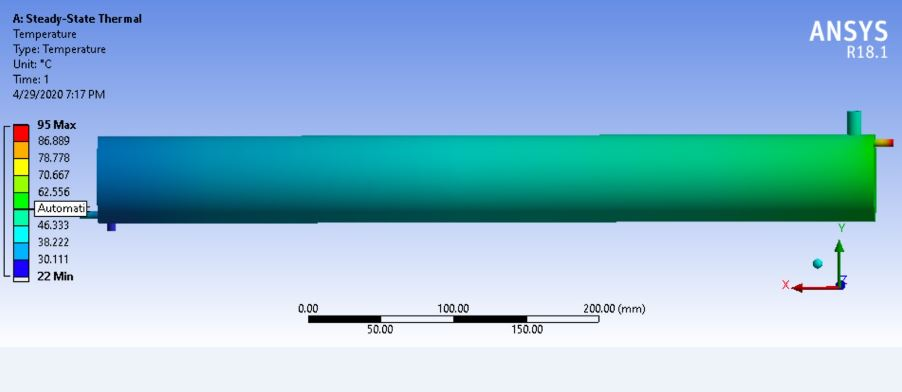 A: Steady-State Thermal
Temperature
Type: Temperature
Unit: °C
Time: 1
4/29/2020 7:17 PM
ANSYS
R18.1
95 Max
86.889
78.778
70.667
62.556
Automatic
46.333
38.222
30.111
22 Min
Y
X
Z
0.00
100.00
200.00 (mm)
50.00
150.00